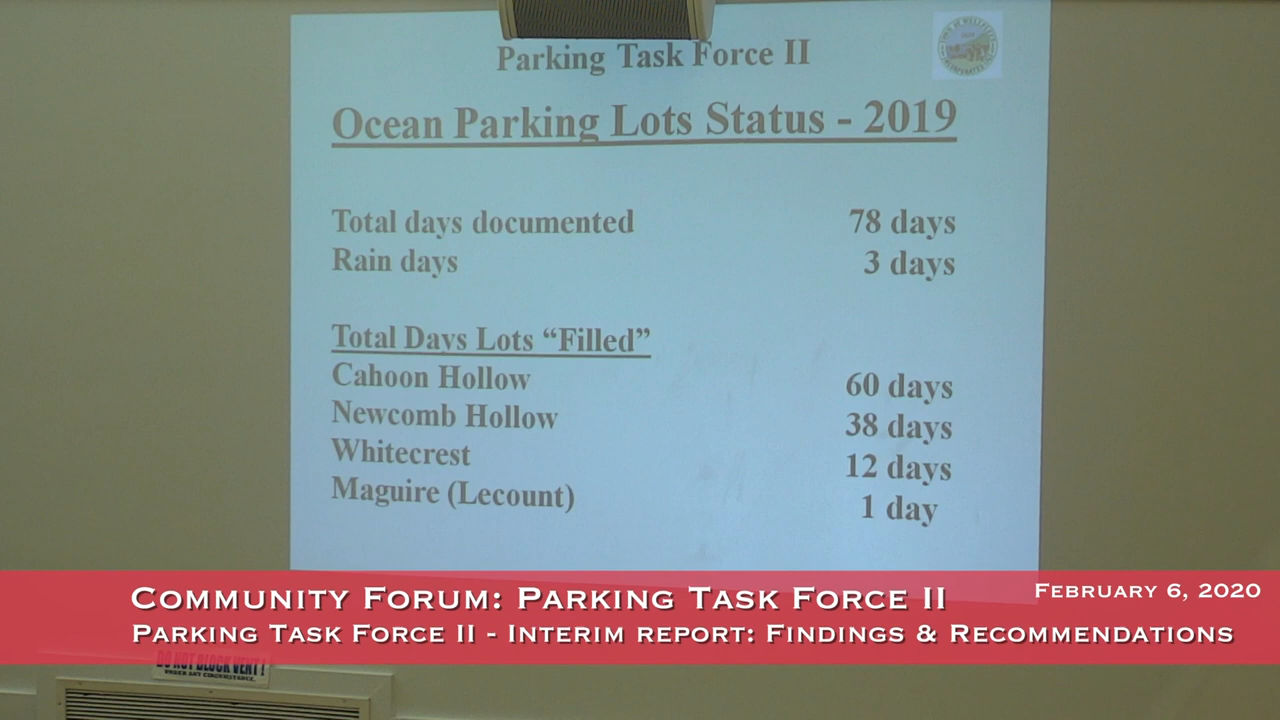 Parking Task Force II
Ocean Parking Lots Status - 2019
Total days documented 78 days
Rain days 3 days
Total Days Lots “Filled”
Cahoon Hollow 60 days
Newcomb Hollow 38 days
Whitecrest 12 days
Maguire (Lecount) 1 day
Community Forum: Parking Task Force II
February 6, 2020
Parking Task Force II - Interim report: Findings & Recommendations
DO NOT BLOCK VENT!
UNDER ANY CIRCUMSTANCE.